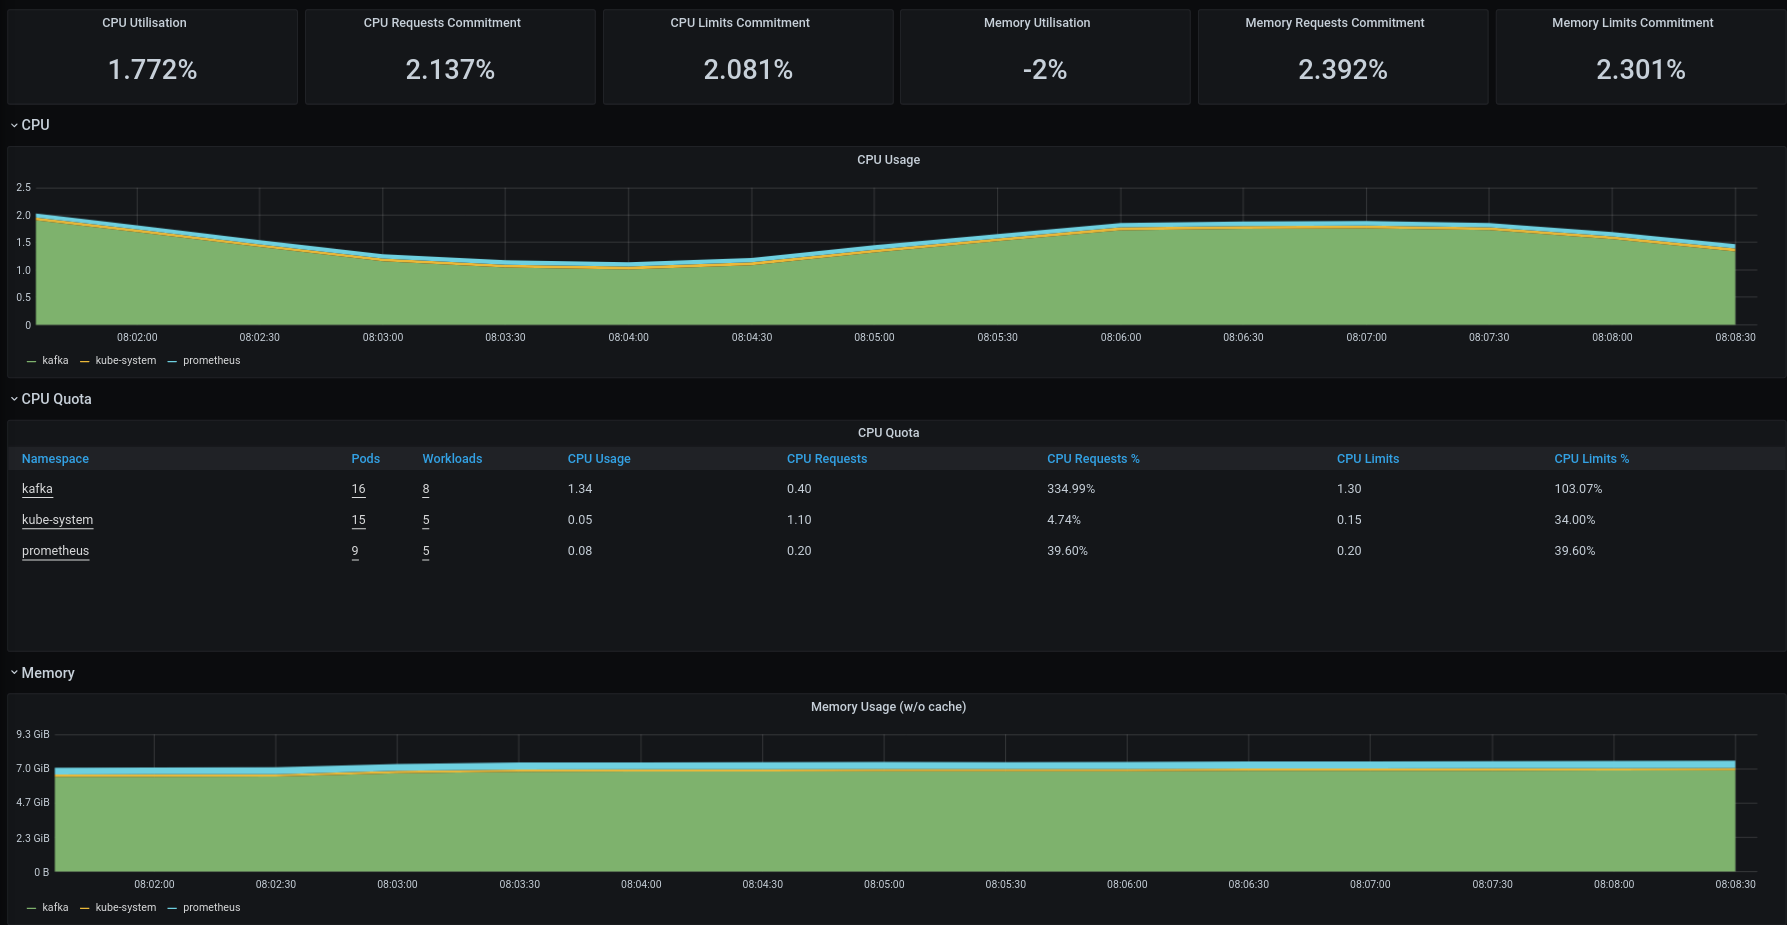 CPU Utilisation CPU Requests Commitment CPU Limits Commitment Memory Utilisation Memory Requests Commitment Memory Limits Commitment
1.772% 2.137% 2.081% -2% 2.392% 2.301%
CPU
CPU Usage
2.5
2.0
1.5
1.0
0.5
0
08:02:00 08:02:30 08:03:00 08:03:30 08:04:00 08:04:30 08:05:00 08:05:30 08:06:00 08:06:30 08:07:00 08:07:30 08:08:00 08:08:30
kafka kube-system prometheus
CPU Quota
CPU Quota
Namespace Pods Workloads CPU Usage CPU Requests CPU Requests % CPU Limits CPU Limits %
kafka 16 8 1.34 0.40 334.99% 1.30 103.07%
kube-system 15 5 0.05 1.10 4.74% 0.15 34.00%
prometheus 9 5 0.08 0.20 39.60% 0.20 39.60%
Memory
Memory Usage (w/o cache)
9.3 GiB
7.0 GiB
4.7 GiB
2.3 GiB
0 B
08:02:00 08:02:30 08:03:00 08:03:30 08:04:00 08:04:30 08:05:00 08:05:30 08:06:00 08:06:30 08:07:00 08:07:30 08:08:00 08:08:30
kafka kube-system prometheus